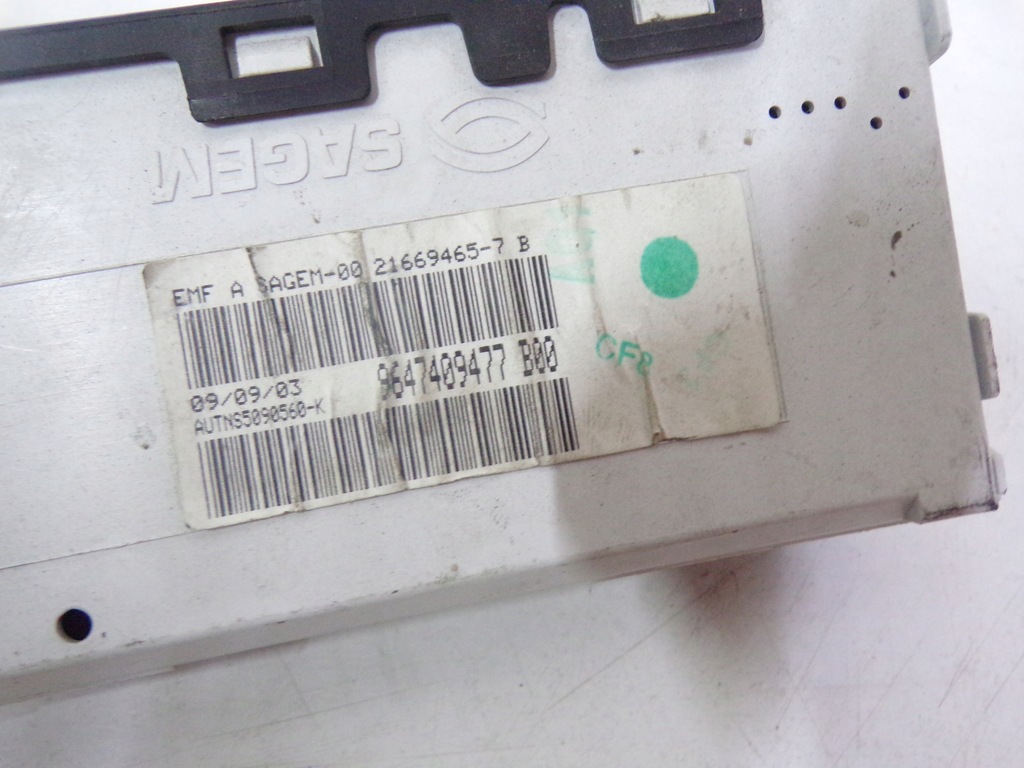 SAGEM
EMF A SAGEM-00 21669465-7 B
09/09/03 9647409477 B00
AUTNS5090560-K
CF8